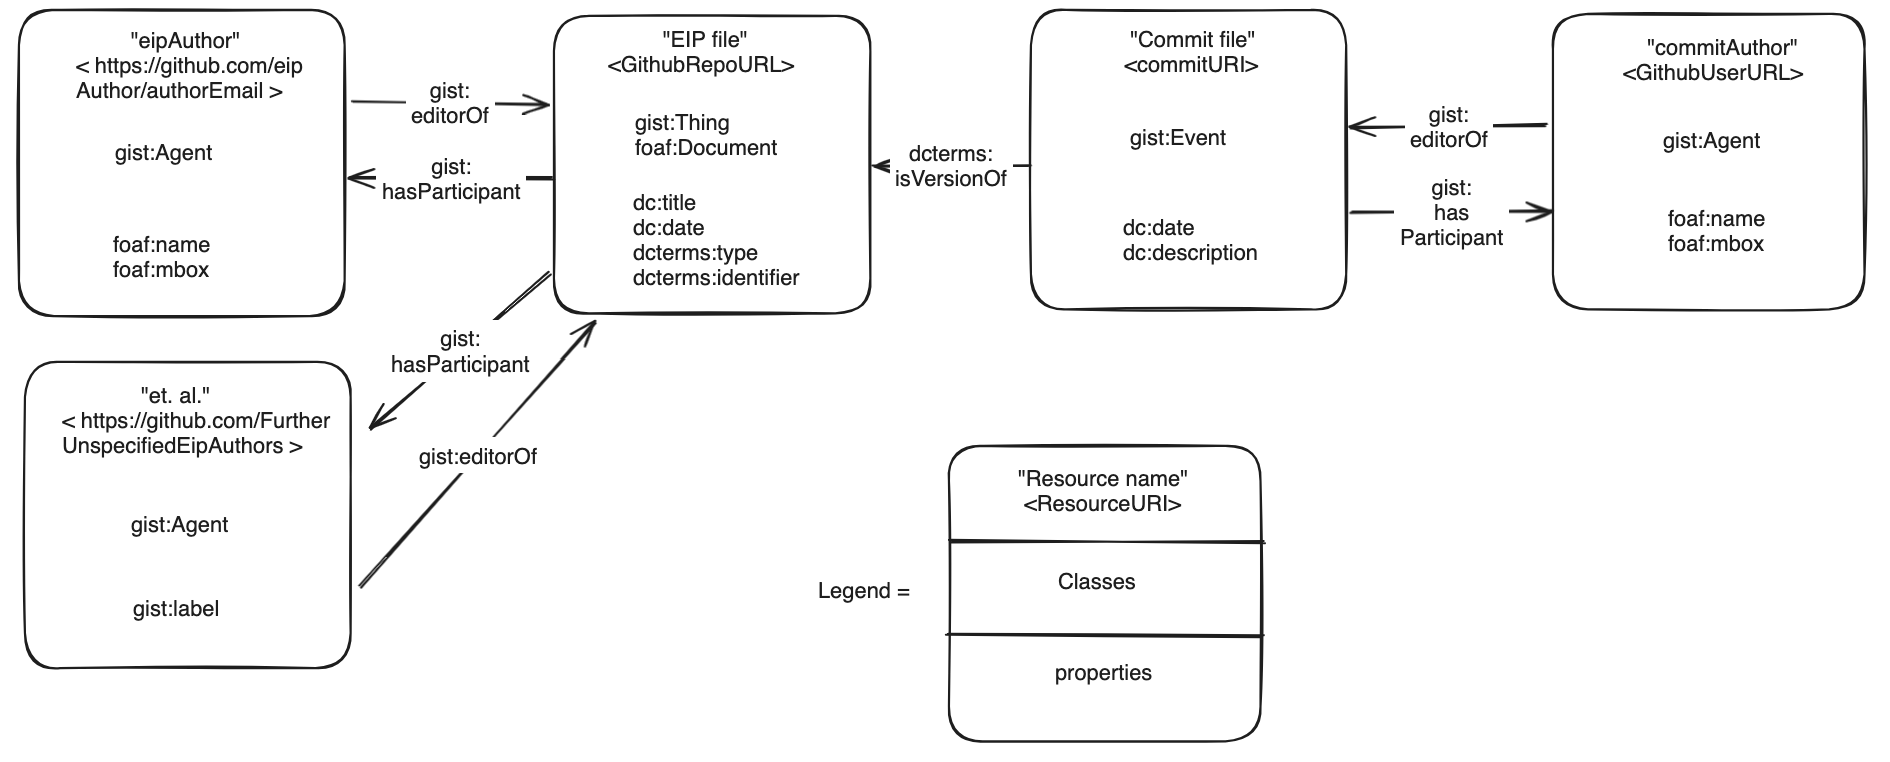 "eipAuthor"
< https://github.com/eip
Author/authorEmail >
gist:Agent
foaf:name
foaf:mbox
gist:
editorOf
gist:
hasParticipant
"EIP file"
<GithubRepoURL>
gist:Thing
foaf:Document
dc:title
dc:date
dcterms:type
dcterms:identifier
dcterms:
isVersionOf
"Commit file"
<commitURI>
gist:Event
dc:date
dc:description
gist:
editorOf
gist:
has
Participant
"commitAuthor"
<GithubUserURL>
gist:Agent
foaf:name
foaf:mbox
gist:
hasParticipant
gist:editorOf
"et. al."
< https://github.com/Further
UnspecifiedEipAuthors >
gist:Agent
gist:label
Legend =
"Resource name"
<ResourceURI>
Classes
properties